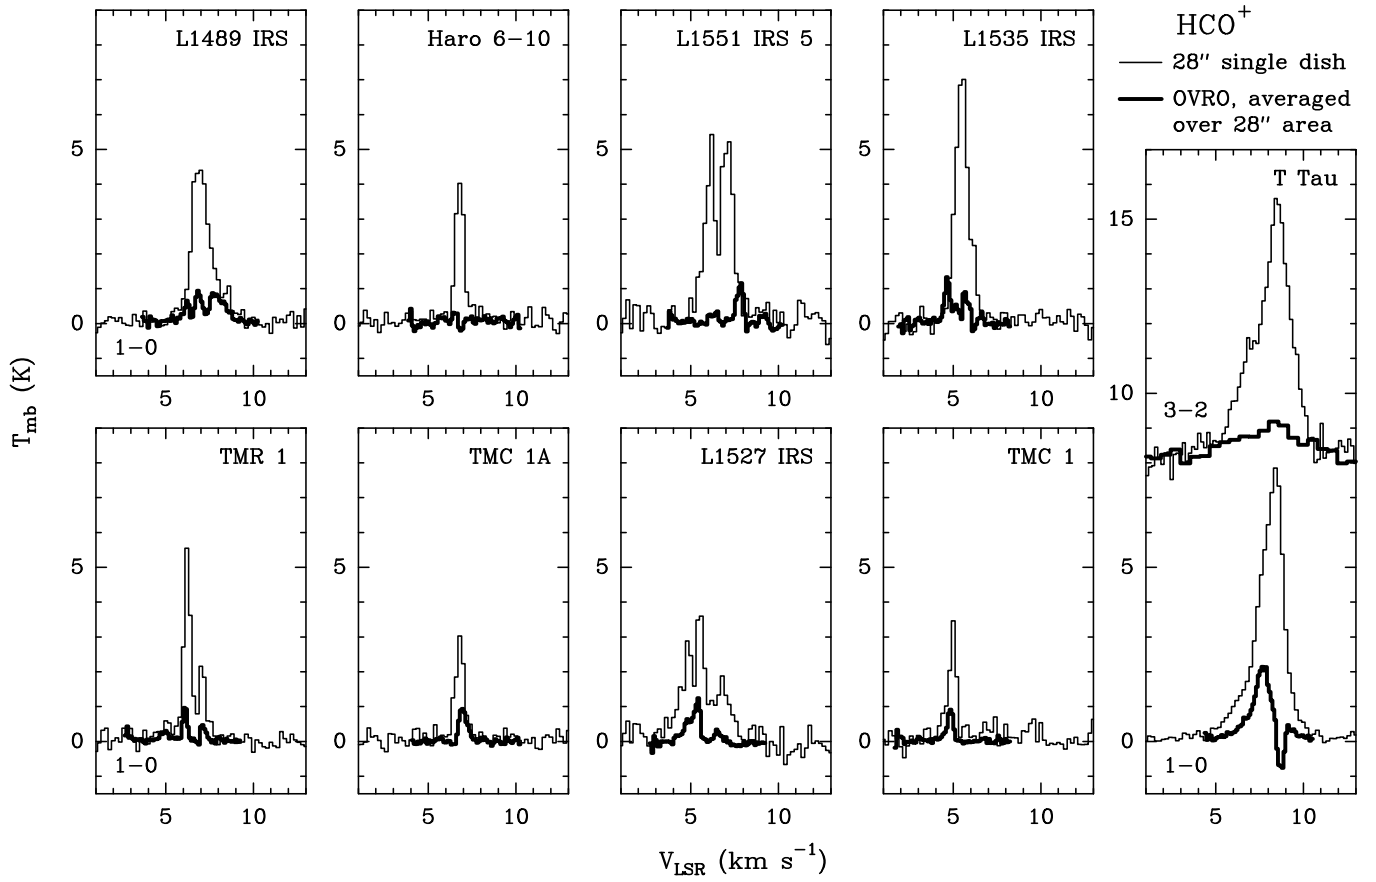 L1489 IRS
Haro 6-10
L1551 IRS 5
L1535 IRS
HCO+
28″ single dish
OVRO, averaged
over 28″ area
5
0
1-0
5 10
5
0
5 10
5
0
5 10
5
0
5 10
T Tau
15
10
3-2
5
0
1-0
5 10
T_mb (K)
TMR 1
TMC 1A
L1527 IRS
TMC 1
5
0
1-0
5 10
5
0
5 10
5
0
5 10
5
0
5 10
V_LSR (km s^-1)